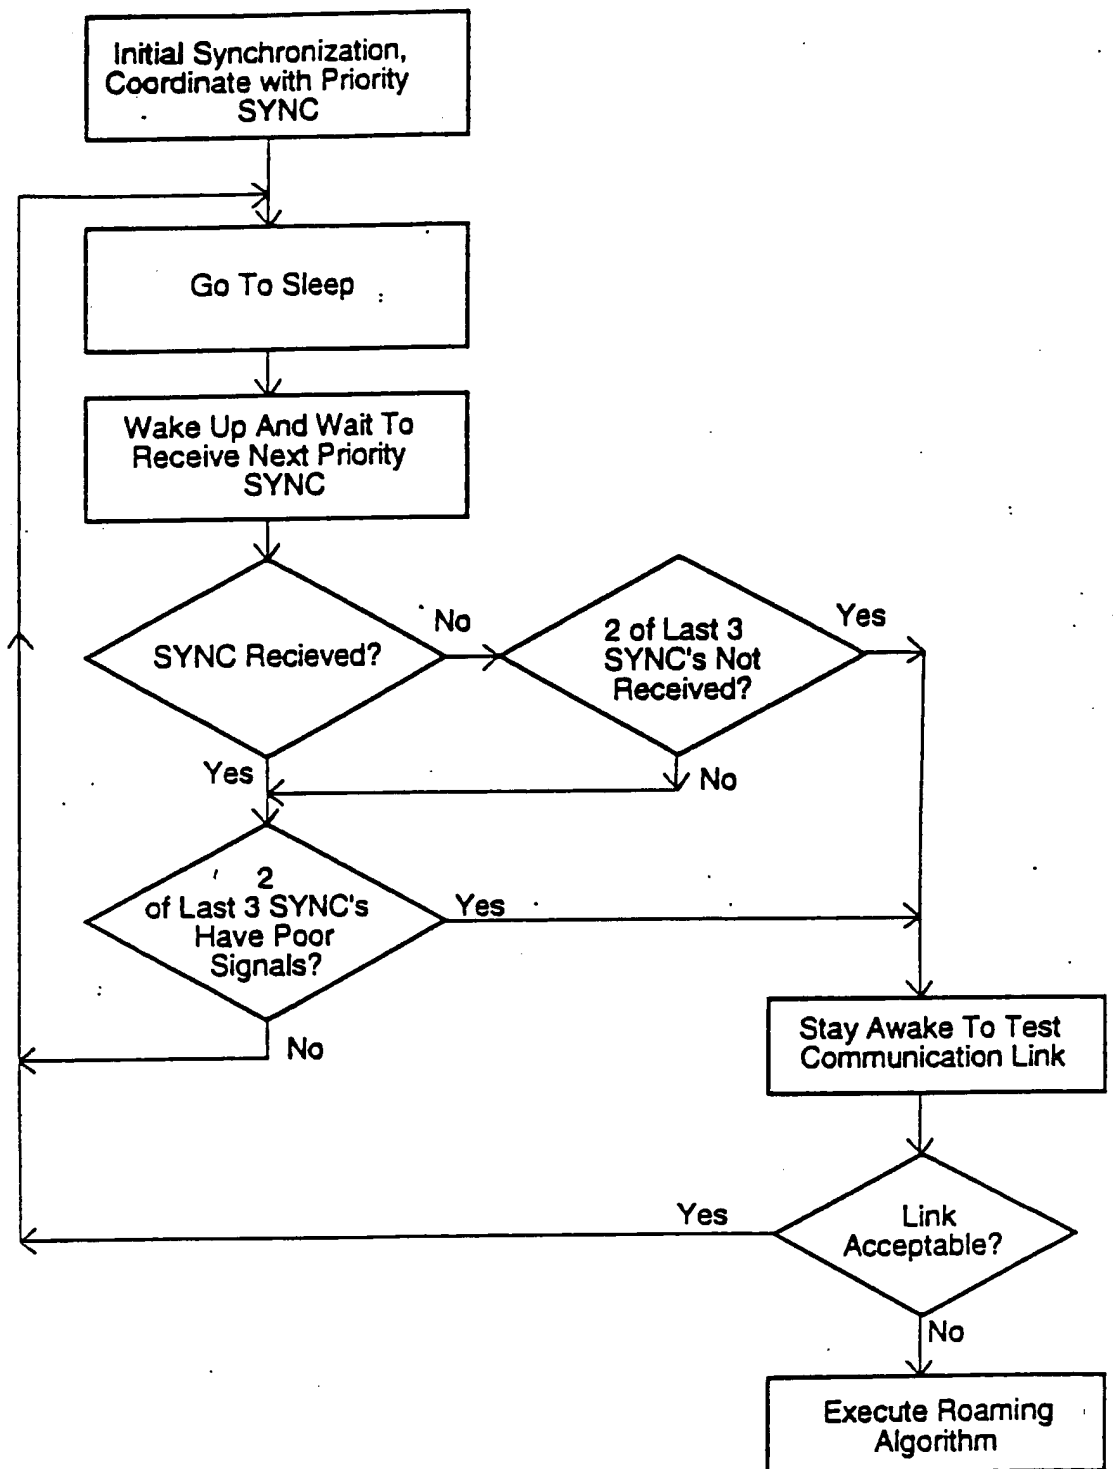 Initial Synchronization,
Coordinate with Priority
SYNC
Go To Sleep
Wake Up And Wait To
Receive Next Priority
SYNC
SYNC Recieved?
No
2 of Last 3
SYNC's Not
Received?
Yes
Yes
No
2
of Last 3 SYNC's
Have Poor
Signals?
Yes
No
Stay Awake To Test
Communication Link
Link
Acceptable?
Yes
No
Execute Roaming
Algorithm